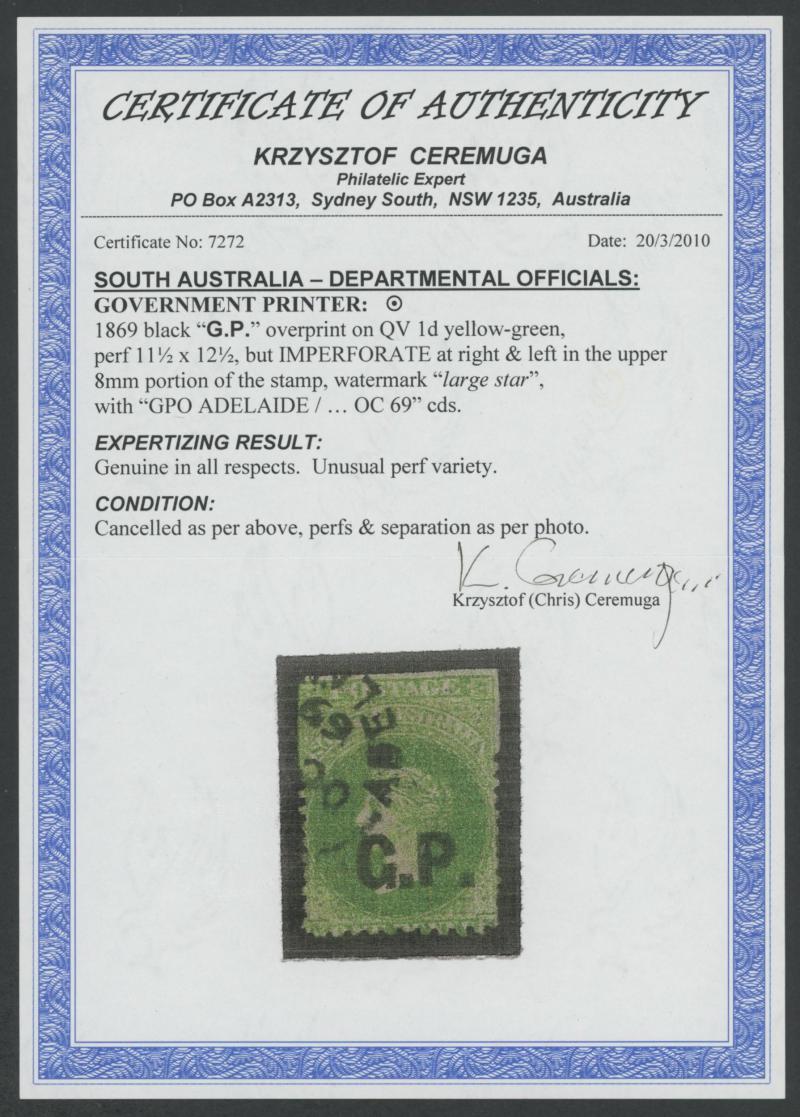 CERTIFICATE OF AUTHENTICITY
KRZYSZTOF CEREMUGA
Philatelic Expert
PO Box A2313, Sydney South, NSW 1235, Australia
Certificate No: 7272
Date: 20/3/2010
SOUTH AUSTRALIA – DEPARTMENTAL OFFICIALS:
GOVERNMENT PRINTER: ⊙
1869 black “G.P.” overprint on QV 1d yellow-green,
perf 11½ x 12½, but IMPERFORATE at right & left in the upper
8mm portion of the stamp, watermark “large star”,
with “GPO ADELAIDE / … OC 69” cds.
EXPERTIZING RESULT:
Genuine in all respects. Unusual perf variety.
CONDITION:
Cancelled as per above, perfs & separation as per photo.
K. Ceremuga
Krzysztof (Chris) Ceremuga
POSTAGE
G.P.